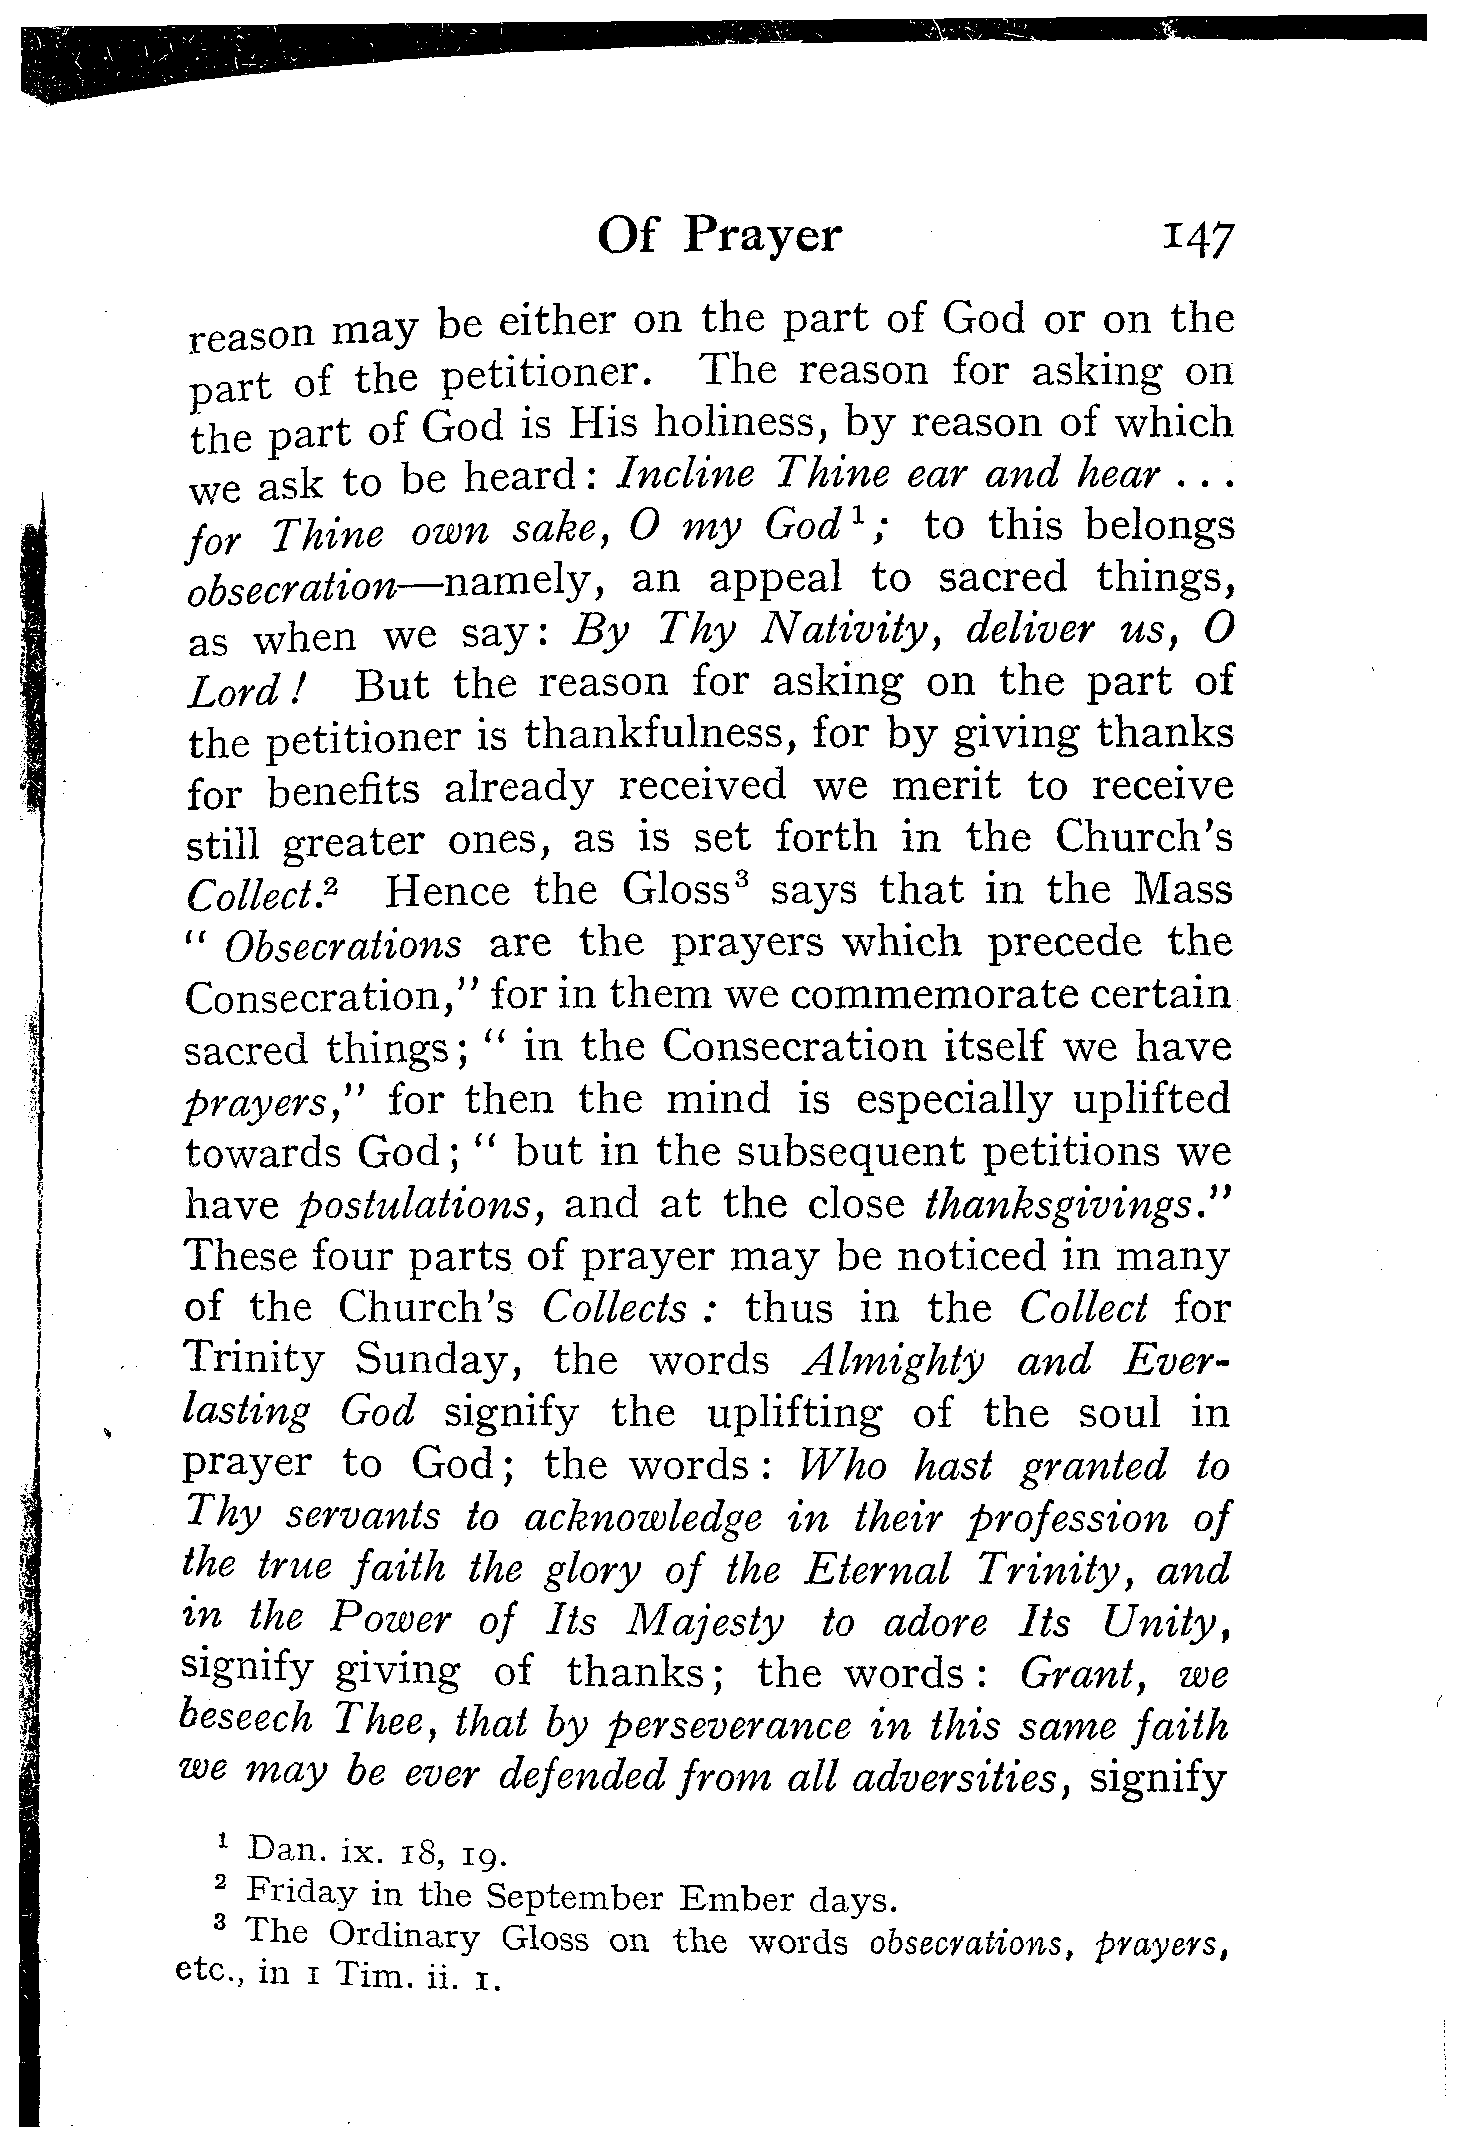 Of Prayer 147
reason may be either on the part of God or on the
part of the petitioner. The reason for asking on
the part of God is His holiness, by reason of which
we ask to be heard: Incline Thine ear and hear . . .
for Thine own sake, O my God¹; to this belongs
obsecration—namely, an appeal to sacred things,
as when we say: By Thy Nativity, deliver us, O
Lord! But the reason for asking on the part of
the petitioner is thankfulness, for by giving thanks
for benefits already received we merit to receive
still greater ones, as is set forth in the Church's
Collect.² Hence the Gloss³ says that in the Mass
" Obsecrations are the prayers which precede the
Consecration," for in them we commemorate certain
sacred things; " in the Consecration itself we have
prayers," for then the mind is especially uplifted
towards God; " but in the subsequent petitions we
have postulations, and at the close thanksgivings."
These four parts of prayer may be noticed in many
of the Church's Collects : thus in the Collect for
Trinity Sunday, the words Almighty and Ever-
lasting God signify the uplifting of the soul in
prayer to God; the words: Who hast granted to
Thy servants to acknowledge in their profession of
the true faith the glory of the Eternal Trinity, and
in the Power of Its Majesty to adore Its Unity,
signify giving of thanks; the words: Grant, we
beseech Thee, that by perseverance in this same faith
we may be ever defended from all adversities, signify
¹ Dan. ix. 18, 19.
² Friday in the September Ember days.
³ The Ordinary Gloss on the words obsecrations, prayers,
etc., in 1 Tim. ii. 1.